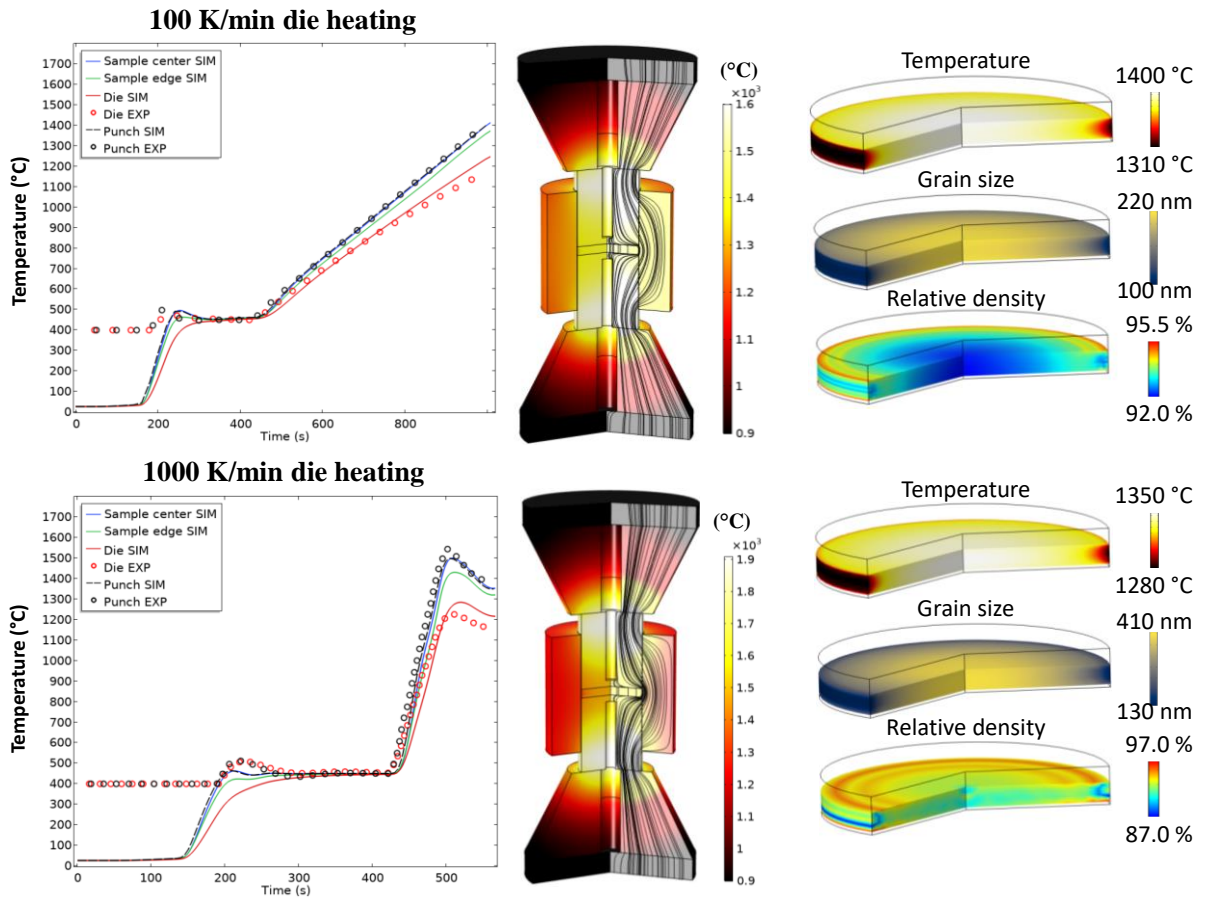 100 K/min die heating
1700
1600
1500
1400
1300
1200
1100
1000
900
800
700
600
500
400
300
200
100
0
Temperature (°C)
Sample center SIM
Sample edge SIM
Die SIM
Die EXP
Punch SIM
Punch EXP
0 200 400 600 800
Time (s)
(°C)
×10³
1.6
1.5
1.4
1.3
1.2
1.1
1
0.9
Temperature
1400 °C
1310 °C
Grain size
220 nm
100 nm
Relative density
95.5 %
92.0 %
1000 K/min die heating
1700
1600
1500
1400
1300
1200
1100
1000
900
800
700
600
500
400
300
200
100
0
Temperature (°C)
Sample center SIM
Sample edge SIM
Die SIM
Die EXP
Punch SIM
Punch EXP
0 100 200 300 400 500
Time (s)
(°C)
×10³
1.9
1.8
1.7
1.6
1.5
1.4
1.3
1.2
1.1
1
0.9
Temperature
1350 °C
1280 °C
Grain size
410 nm
130 nm
Relative density
97.0 %
87.0 %